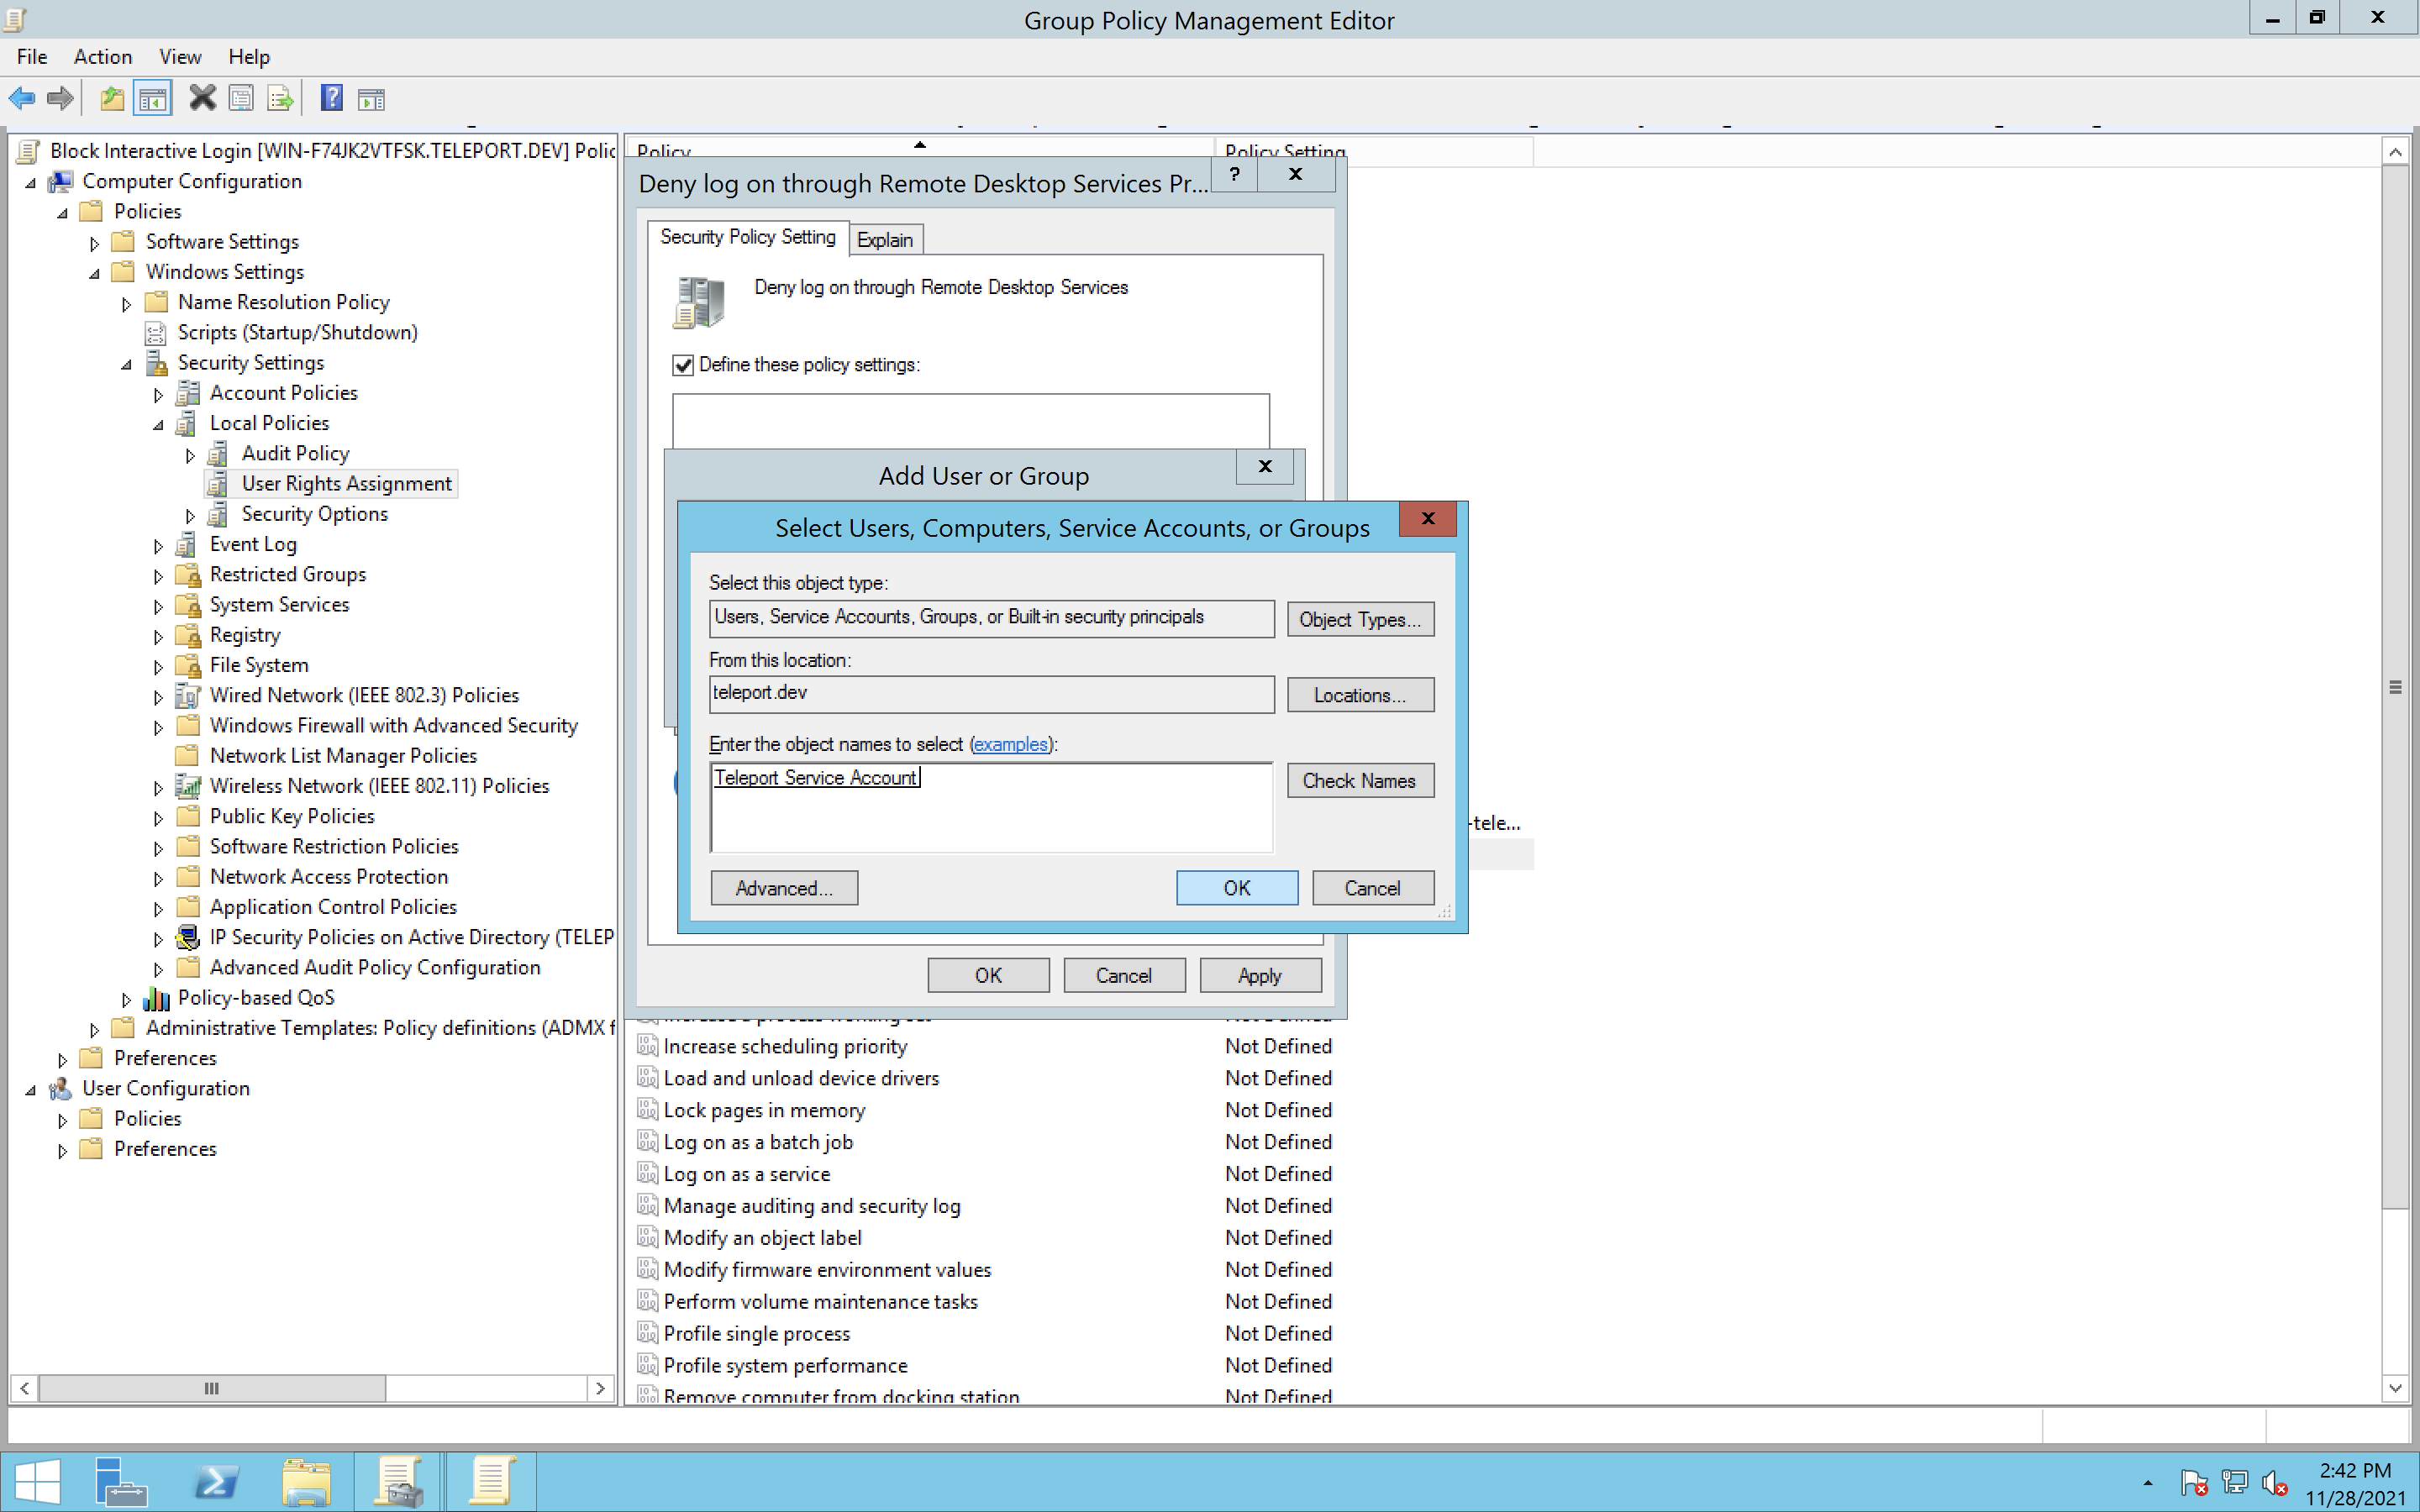 Group Policy Management Editor
File Action View Help
Block Interactive Login [WIN-F74JK2VTFSK.TELEPORT.DEV] Polic
Computer Configuration
Policies
Software Settings
Windows Settings
Name Resolution Policy
Scripts (Startup/Shutdown)
Security Settings
Account Policies
Local Policies
Audit Policy
User Rights Assignment
Security Options
Event Log
Restricted Groups
System Services
Registry
File System
Wired Network (IEEE 802.3) Policies
Windows Firewall with Advanced Security
Network List Manager Policies
Wireless Network (IEEE 802.11) Policies
Public Key Policies
Software Restriction Policies
Network Access Protection
Application Control Policies
IP Security Policies on Active Directory (TELEP
Advanced Audit Policy Configuration
Policy-based QoS
Administrative Templates: Policy definitions (ADMX f
Preferences
User Configuration
Policies
Preferences
Policy Policy Setting
Deny log on through Remote Desktop Services Pr... ? x
Security Policy Setting Explain
Deny log on through Remote Desktop Services
Define these policy settings:
Add User or Group x
Select Users, Computers, Service Accounts, or Groups x
Select this object type:
Users, Service Accounts, Groups, or Built-in security principals Object Types...
From this location:
teleport.dev Locations...
Enter the object names to select (examples):
Teleport Service Account Check Names
-tele...
Advanced... OK Cancel
OK Cancel Apply
Increase scheduling priority Not Defined
Load and unload device drivers Not Defined
Lock pages in memory Not Defined
Log on as a batch job Not Defined
Log on as a service Not Defined
Manage auditing and security log Not Defined
Modify an object label Not Defined
Modify firmware environment values Not Defined
Perform volume maintenance tasks Not Defined
Profile single process Not Defined
Profile system performance Not Defined
Remove computer from docking station Not Defined
2:42 PM
11/28/2021